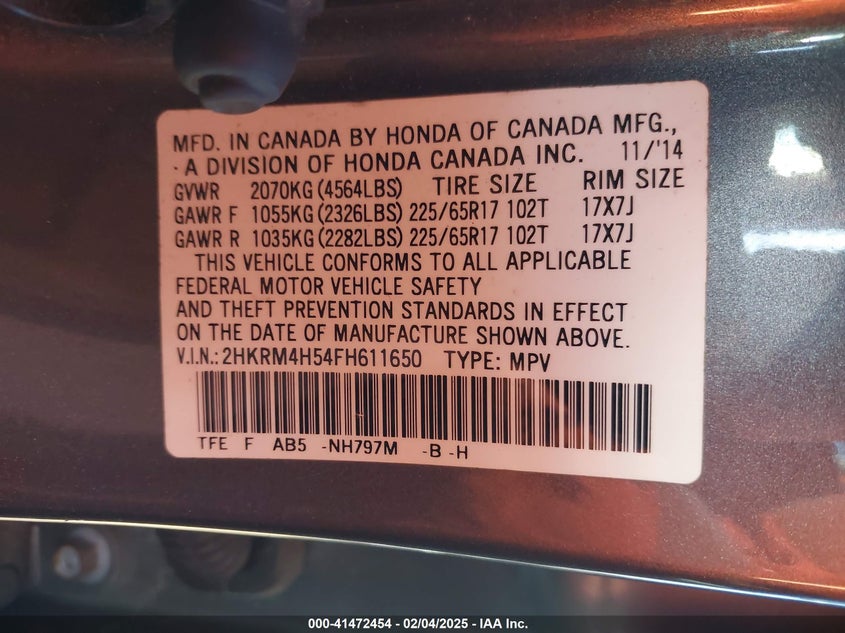 MFD. IN CANADA BY HONDA OF CANADA MFG.,
A DIVISION OF HONDA CANADA INC. 11/'14
GVWR 2070KG (4564LBS) TIRE SIZE RIM SIZE
GAWR F 1055KG (2326LBS) 225/65R17 102T 17X7J
GAWR R 1035KG (2282LBS) 225/65R17 102T 17X7J
THIS VEHICLE CONFORMS TO ALL APPLICABLE
FEDERAL MOTOR VEHICLE SAFETY
AND THEFT PREVENTION STANDARDS IN EFFECT
ON THE DATE OF MANUFACTURE SHOWN ABOVE.
V.I.N.: 2HKRM4H54FH611650 TYPE: MPV
TFE F AB5 -NH797M -B -H
000-41472454 - 02/04/2025 - IAA Inc.